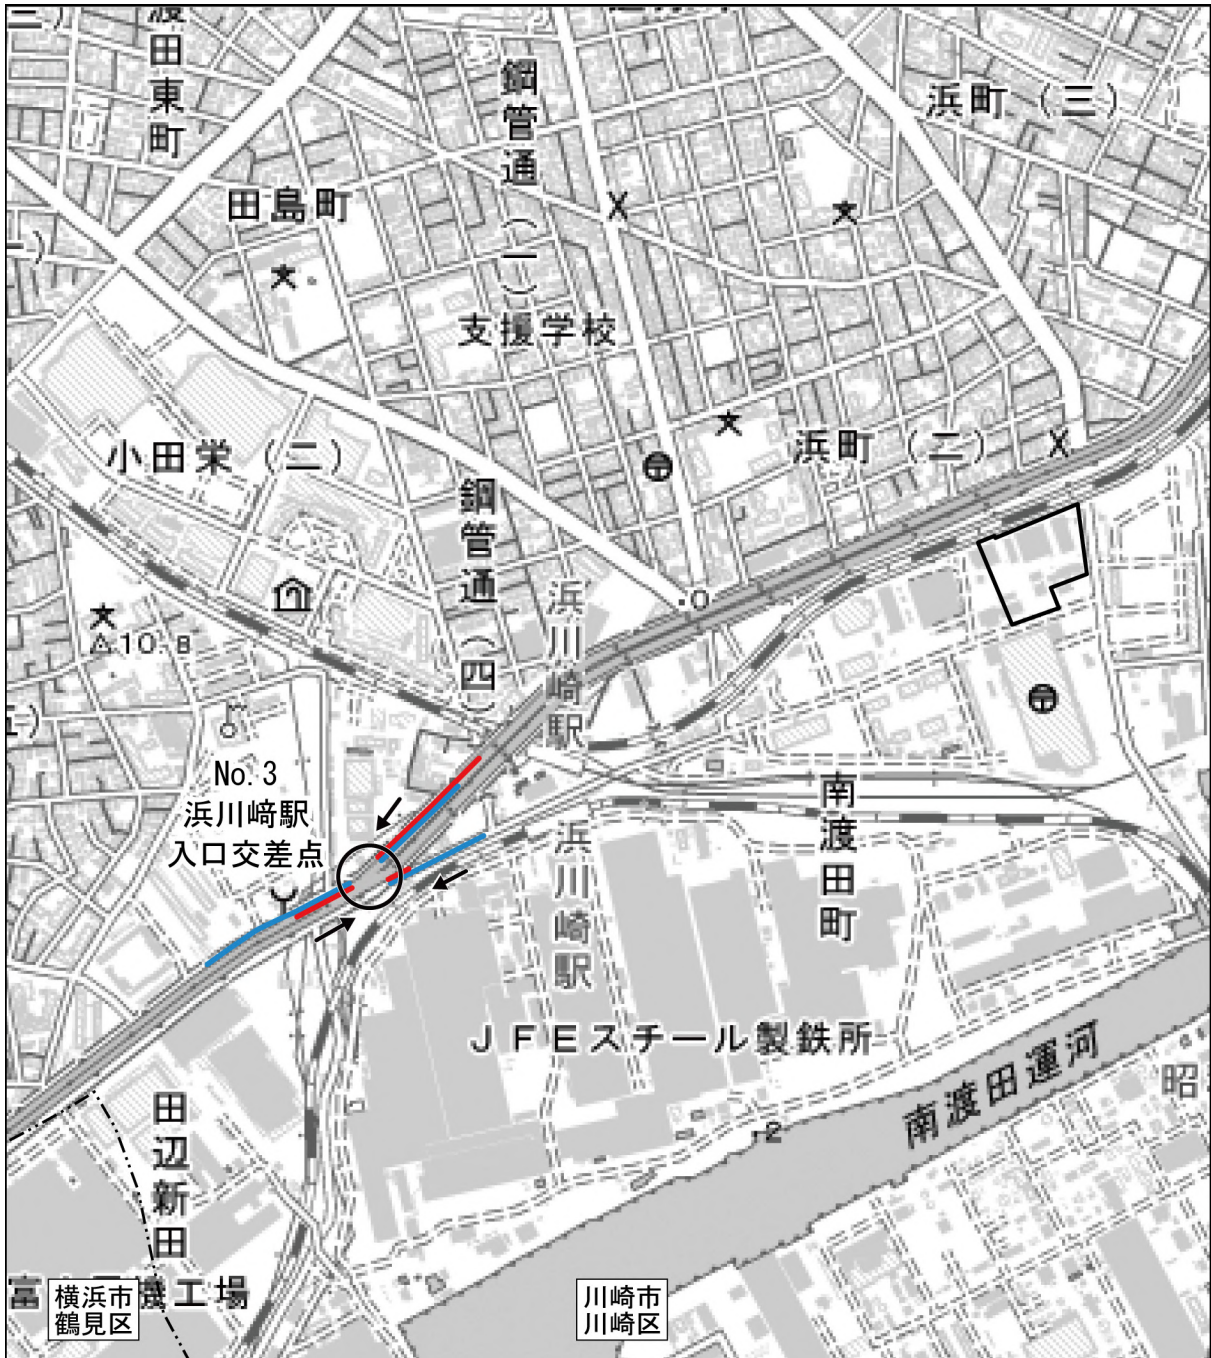 渡田東町
浜町（三）
鋼管通（一）
田島町
支援学校
小田栄（二）
浜町（二）
鋼管通（四）
浜川崎駅
.0
10.8
五）
No.3
浜川崎駅
入口交差点
南渡田町
浜川崎駅
JFEスチール製鉄所
南渡田運河
昭
2
田辺新田
富
機工場
横浜市
鶴見区
川崎市
川崎区